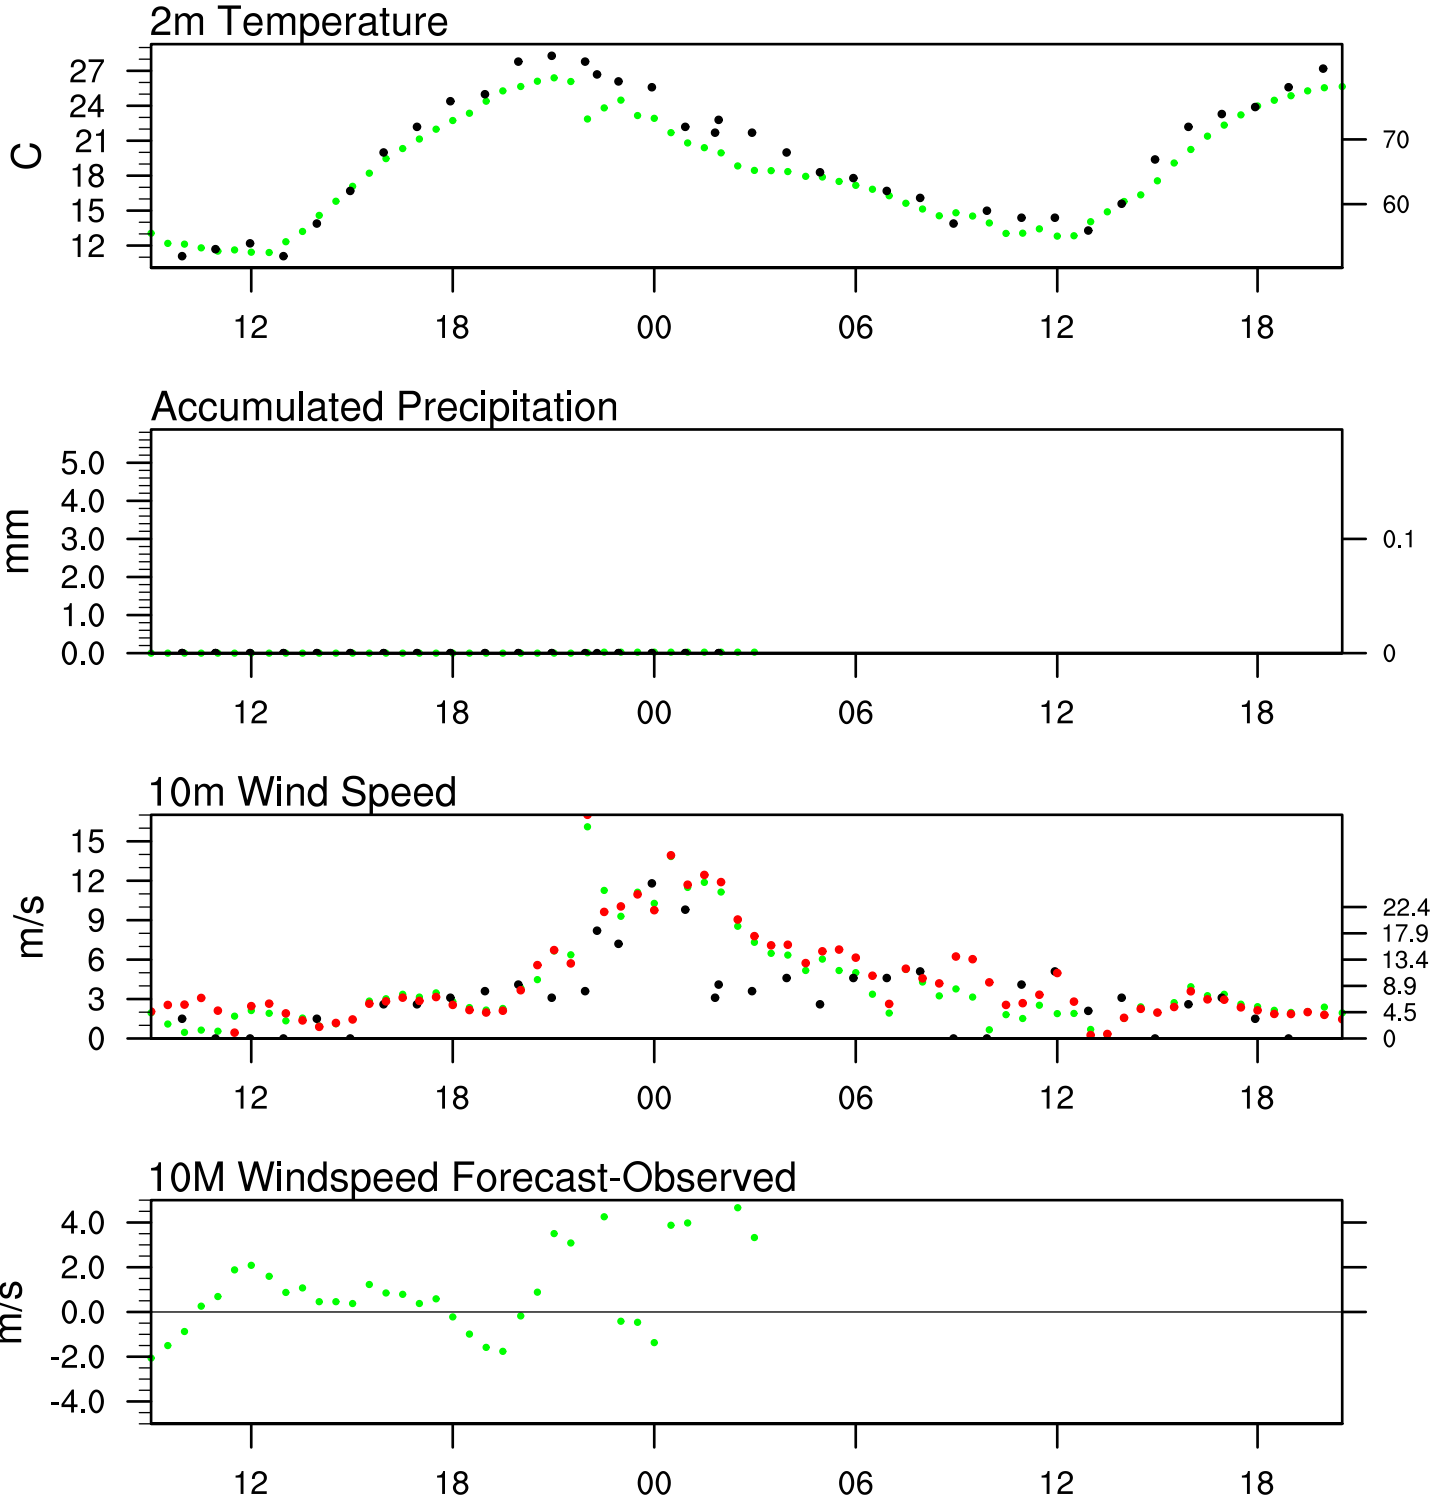 2m Temperature
C
27
24
21
18
15
12
70
60
12 18 00 06 12 18
Accumulated Precipitation
mm
5.0
4.0
3.0
2.0
1.0
0.0
0.1
0
12 18 00 06 12 18
10m Wind Speed
m/s
15
12
9
6
3
0
22.4
17.9
13.4
8.9
4.5
0
12 18 00 06 12 18
10M Windspeed Forecast-Observed
m/s
4.0
2.0
0.0
-2.0
-4.0
12 18 00 06 12 18